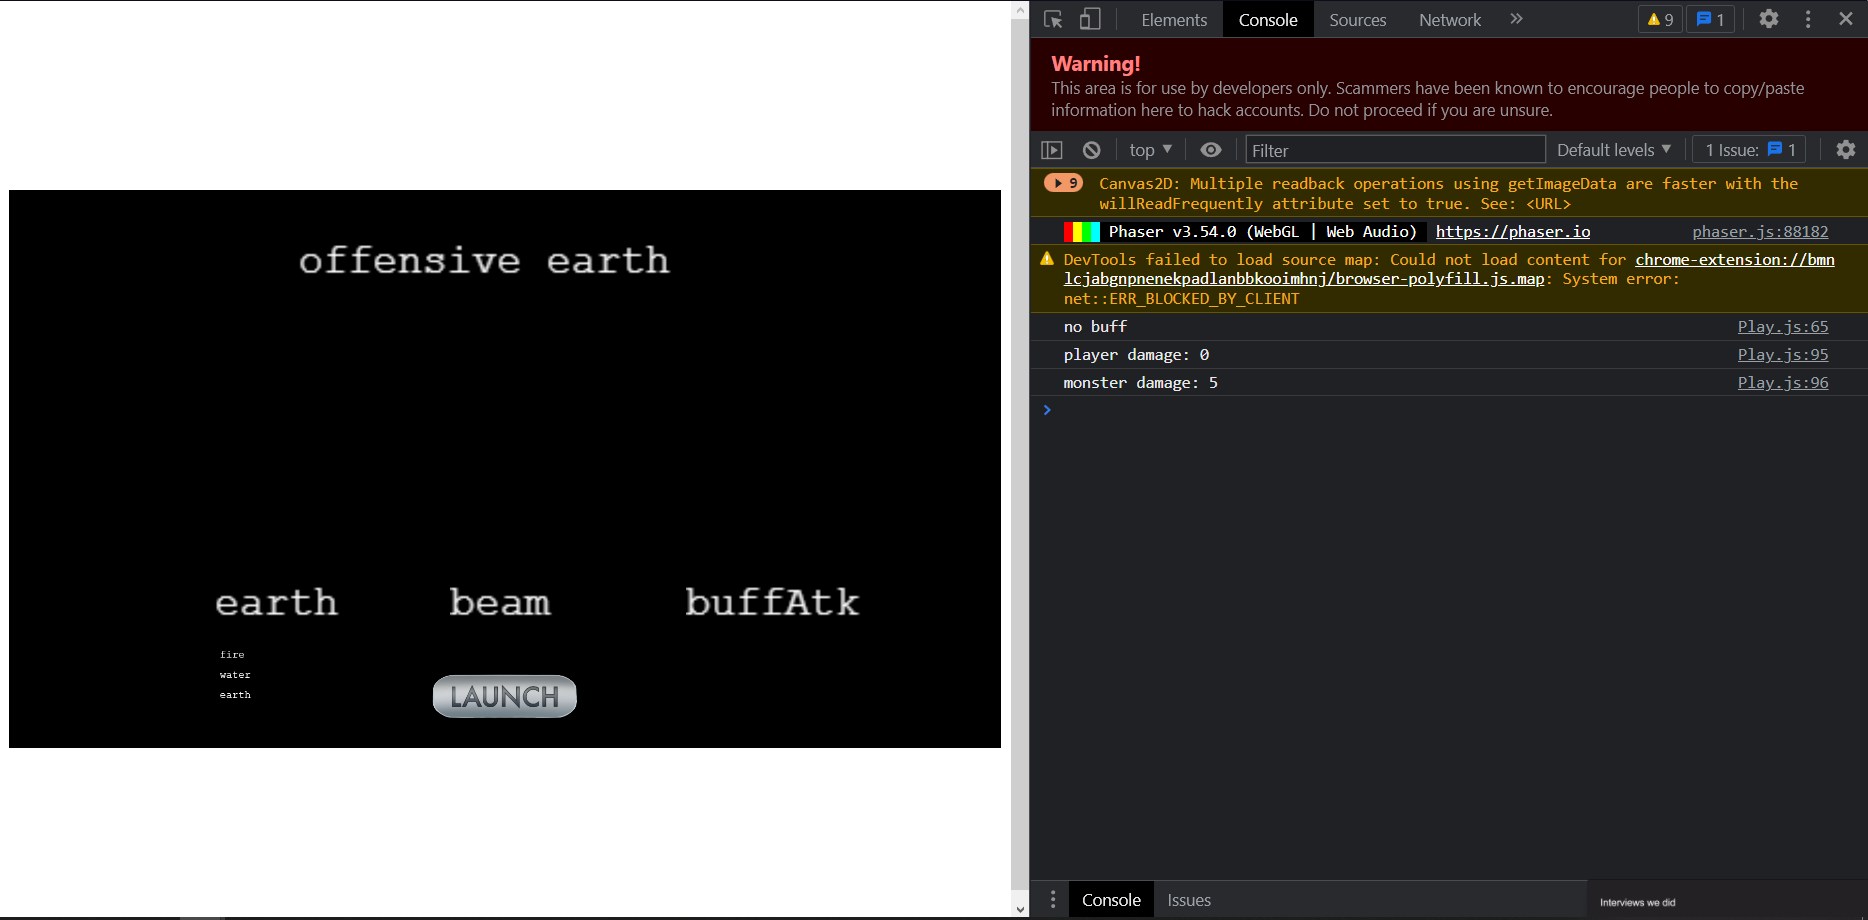 offensive earth
earth beam buffAtk
fire
water
earth
LAUNCH
Elements Console Sources Network 9 1
Warning!
This area is for use by developers only. Scammers have been known to encourage people to copy/paste
information here to hack accounts. Do not proceed if you are unsure.
top Filter Default levels 1 Issue: 1
9 Canvas2D: Multiple readback operations using getImageData are faster with the
willReadFrequently attribute set to true. See: <URL>
Phaser v3.54.0 (WebGL | Web Audio) https://phaser.io phaser.js:88182
DevTools failed to load source map: Could not load content for chrome-extension://bmn
lcjabgnpnenekpadlanbbkooimhnj/browser-polyfill.js.map: System error:
net::ERR_BLOCKED_BY_CLIENT
no buff Play.js:65
player damage: 0 Play.js:95
monster damage: 5 Play.js:96
Console Issues
Interviews we did